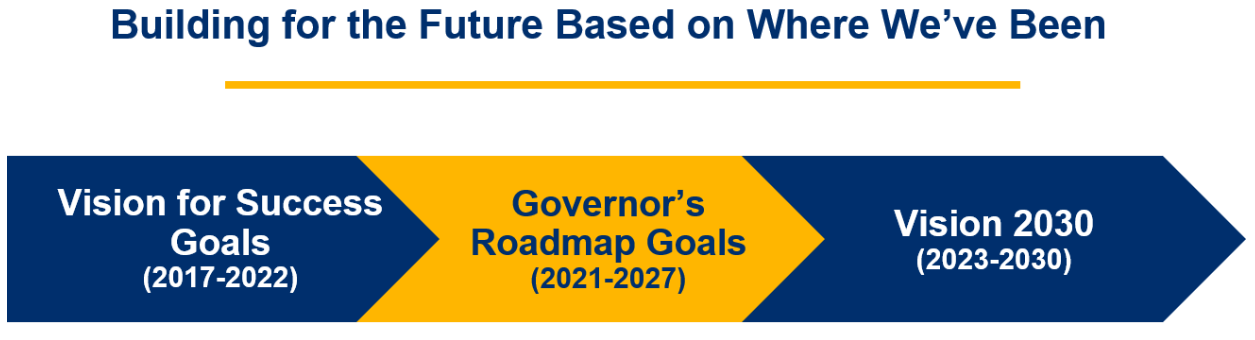 Building for the Future Based on Where We’ve Been
Vision for Success
Goals
(2017-2022)
Governor’s
Roadmap Goals
(2021-2027)
Vision 2030
(2023-2030)